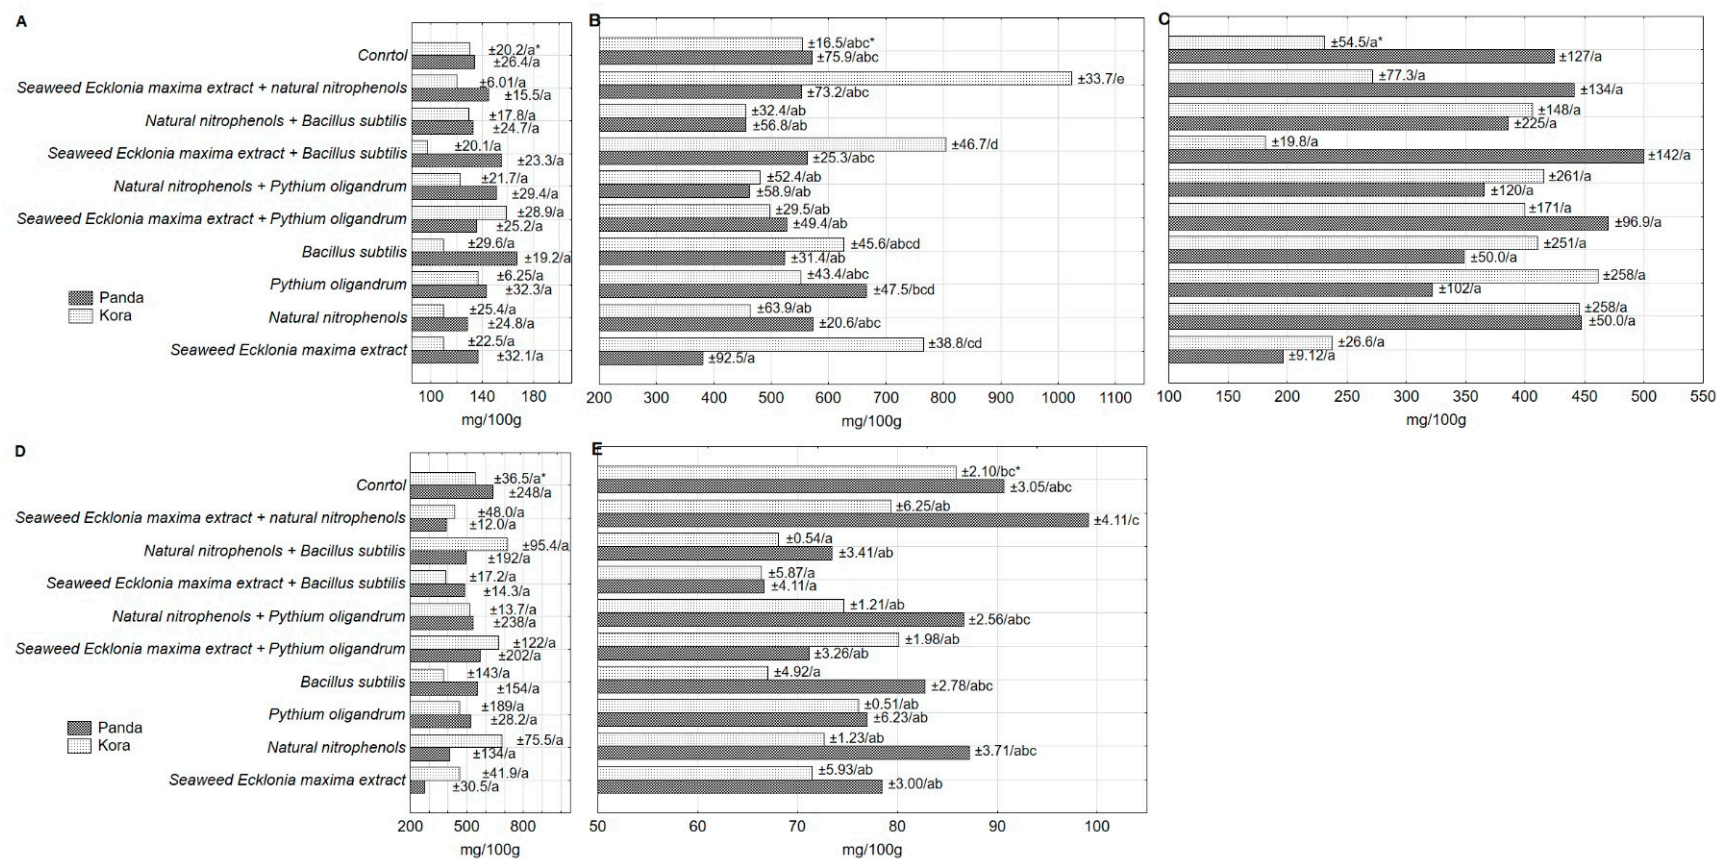 A
B
C
Conrtol
Seaweed Ecklonia maxima extract + natural nitrophenols
Natural nitrophenols + Bacillus subtilis
Seaweed Ecklonia maxima extract + Bacillus subtilis
Natural nitrophenols + Pythium oligandrum
Seaweed Ecklonia maxima extract + Pythium oligandrum
Bacillus subtilis
Pythium oligandrum
Natural nitrophenols
Seaweed Ecklonia maxima extract
Panda
Kora
±20.2/a*
±26.4/a
±6.01/a
±15.5/a
±17.8/a
±24.7/a
±20.1/a
±23.3/a
±21.7/a
±29.4/a
±28.9/a
±25.2/a
±29.6/a
±19.2/a
±6.25/a
±32.3/a
±25.4/a
±24.8/a
±22.5/a
±32.1/a
100 140 180
mg/100g
±16.5/abc*
±75.9/abc
±33.7/e
±73.2/abc
±32.4/ab
±56.8/ab
±46.7/d
±25.3/abc
±52.4/ab
±58.9/ab
±29.5/ab
±49.4/ab
±45.6/abcd
±31.4/ab
±43.4/abc
±47.5/bcd
±63.9/ab
±20.6/abc
±38.8/cd
±92.5/a
200 300 400 500 600 700 800 900 1000 1100
mg/100g
±54.5/a*
±127/a
±77.3/a
±134/a
±148/a
±225/a
±19.8/a
±142/a
±261/a
±120/a
±171/a
±96.9/a
±251/a
±50.0/a
±258/a
±102/a
±258/a
±50.0/a
±26.6/a
±9.12/a
100 150 200 250 300 350 400 450 500 550
mg/100g
D
E
Conrtol
Seaweed Ecklonia maxima extract + natural nitrophenols
Natural nitrophenols + Bacillus subtilis
Seaweed Ecklonia maxima extract + Bacillus subtilis
Natural nitrophenols + Pythium oligandrum
Seaweed Ecklonia maxima extract + Pythium oligandrum
Bacillus subtilis
Pythium oligandrum
Natural nitrophenols
Seaweed Ecklonia maxima extract
Panda
Kora
±36.5/a*
±248/a
±48.0/a
±12.0/a
±95.4/a
±192/a
±17.2/a
±14.3/a
±13.7/a
±238/a
±122/a
±202/a
±143/a
±154/a
±189/a
±28.2/a
±75.5/a
±134/a
±41.9/a
±30.5/a
200 500 800
mg/100g
±2.10/bc*
±3.05/abc
±6.25/ab
±4.11/c
±0.54/a
±3.41/ab
±5.87/a
±4.11/a
±1.21/ab
±2.56/abc
±1.98/ab
±3.26/ab
±4.92/a
±2.78/abc
±0.51/ab
±6.23/ab
±1.23/ab
±3.71/abc
±5.93/ab
±3.00/ab
50 60 70 80 90 100
mg/100g